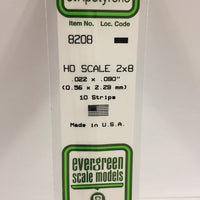 Item No. Loc. Code
8208
HO SCALE 2x8
.022 x .090"
(0.56 x 2.29 mm)
10 Strips
Made in U.S.A.
evergreen
scale models